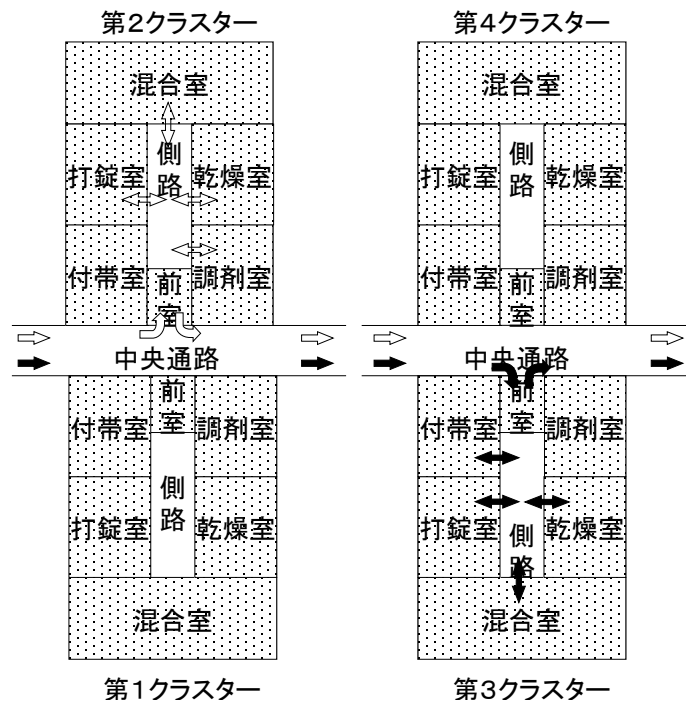 第2クラスター
混合室
側路
打錠室
乾燥室
付帯室
前室
調剤室
中央通路
前室
付帯室
調剤室
側路
打錠室
乾燥室
混合室
第1クラスター
第4クラスター
混合室
側路
打錠室
乾燥室
付帯室
前室
調剤室
中央通路
前室
付帯室
調剤室
側路
打錠室
乾燥室
混合室
第3クラスター